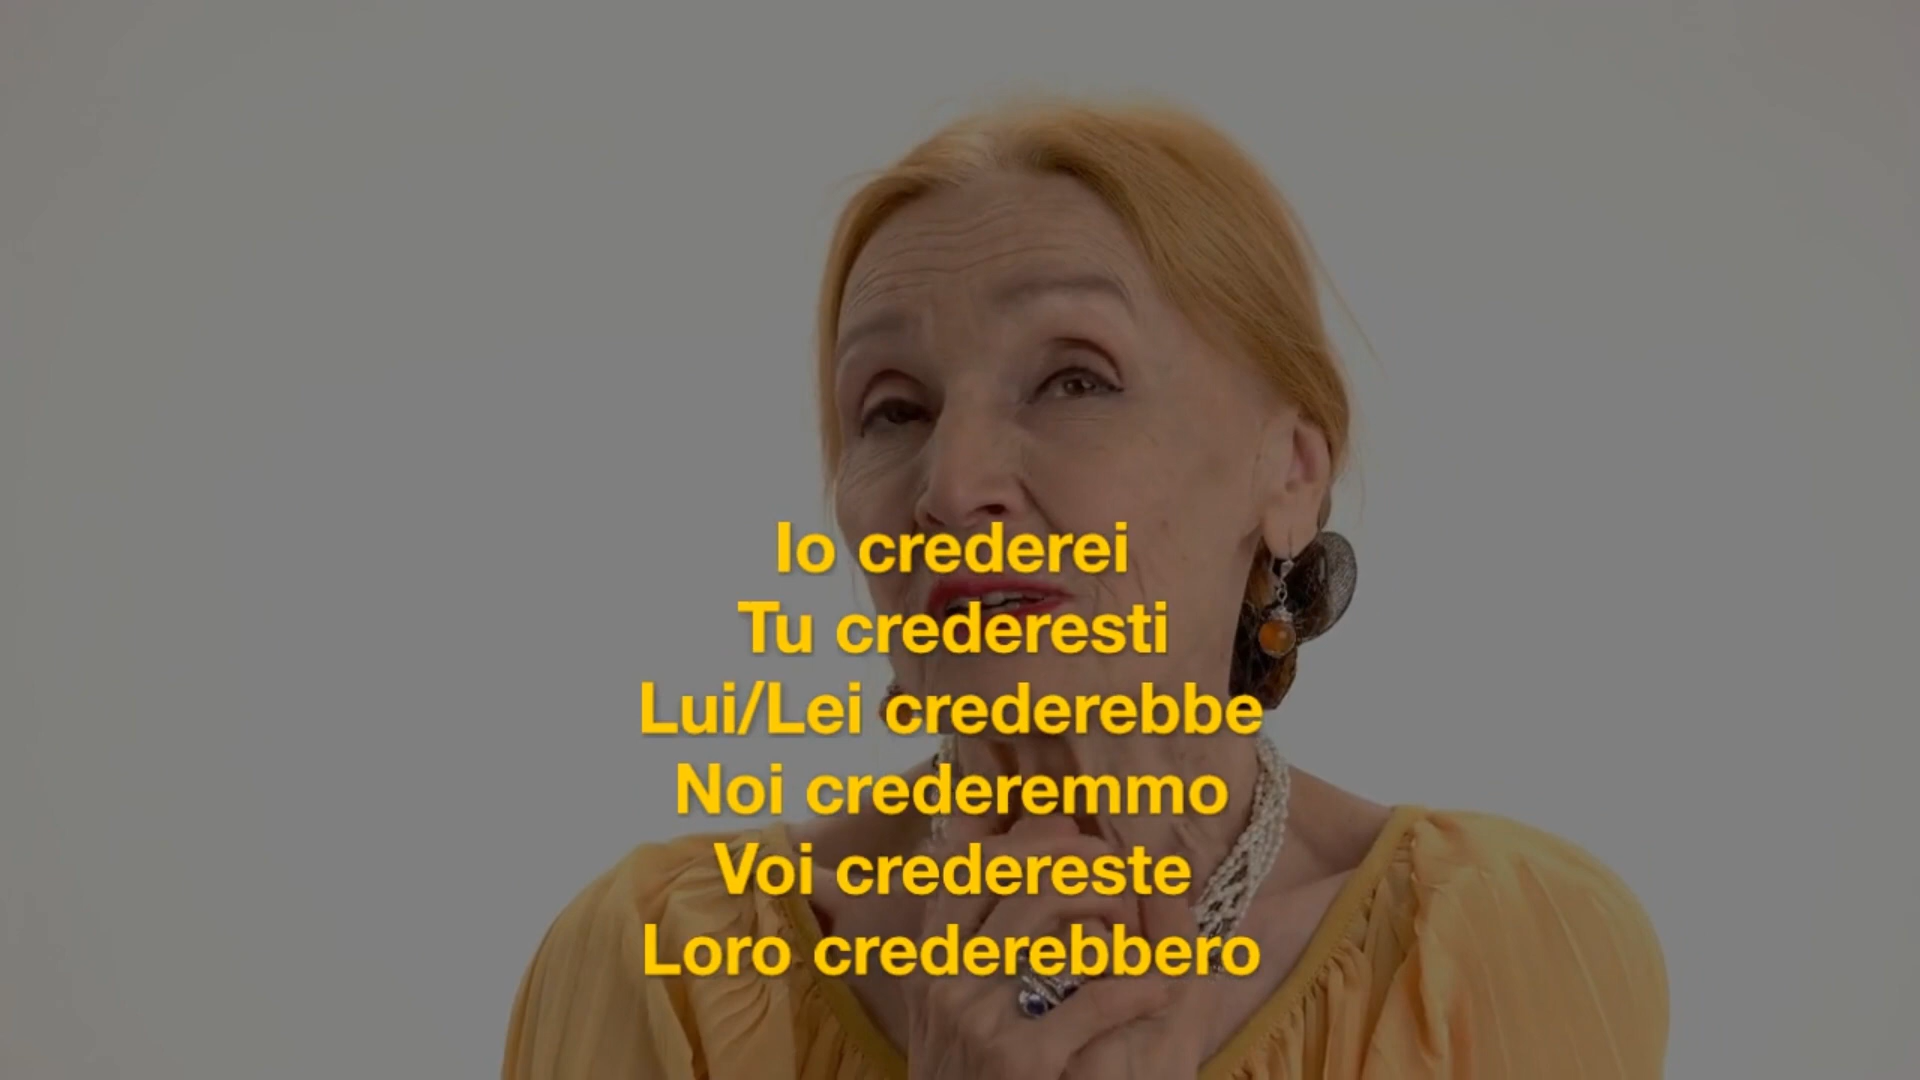 Io crederei
Tu crederesti
Lui/Lei crederebbe
Noi crederemmo
Voi credereste
Loro crederebbero